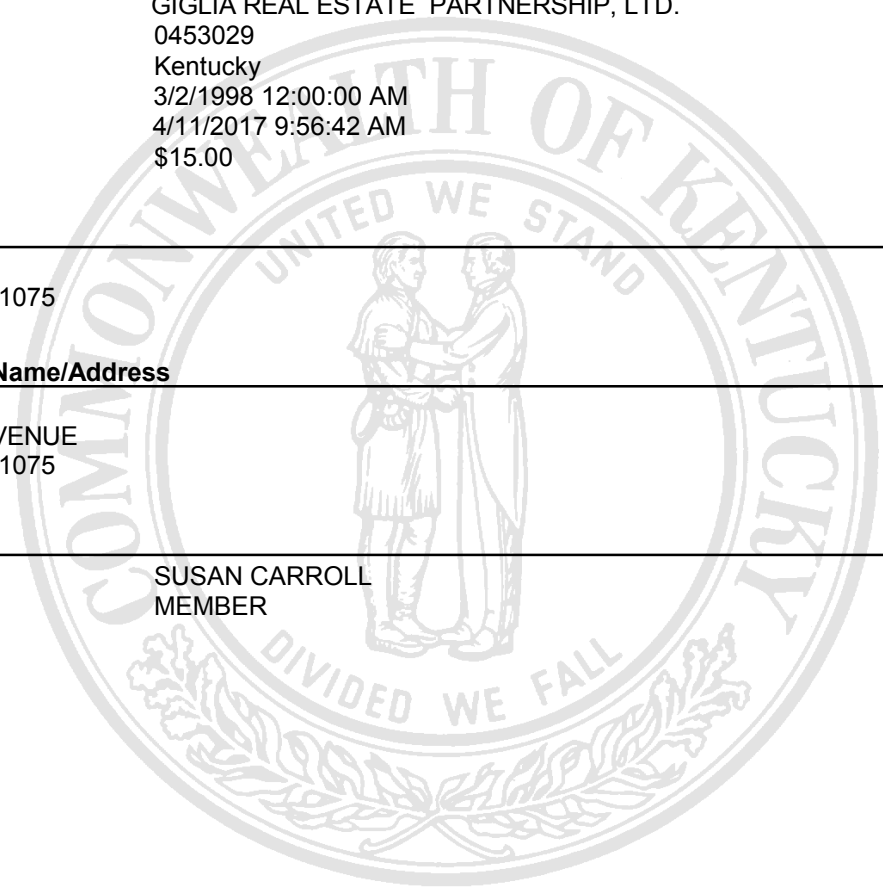 GIGLIA REAL ESTATE PARTNERSHIP, LTD.
0453029
Kentucky
3/2/1998 12:00:00 AM
4/11/2017 9:56:42 AM
$15.00
1075
Name/Address
VENUE
1075
SUSAN CARROLL
MEMBER
COMMONWEALTH OF KENTUCKY
UNITED WE STAND
DIVIDED WE FALL